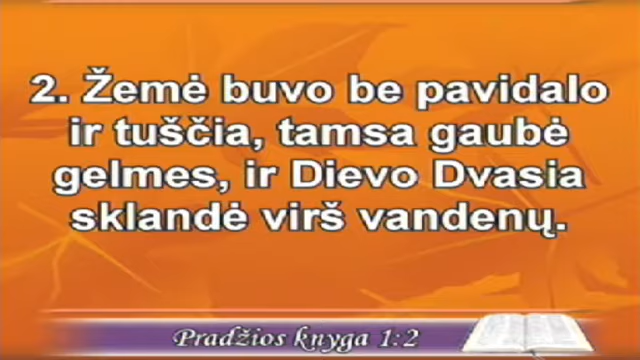 2. Žemė buvo be pavidalo
ir tuščia, tamsa gaubė
gelmes, ir Dievo Dvasia
sklandė virš vandenų.
Pradžios knyga 1:2